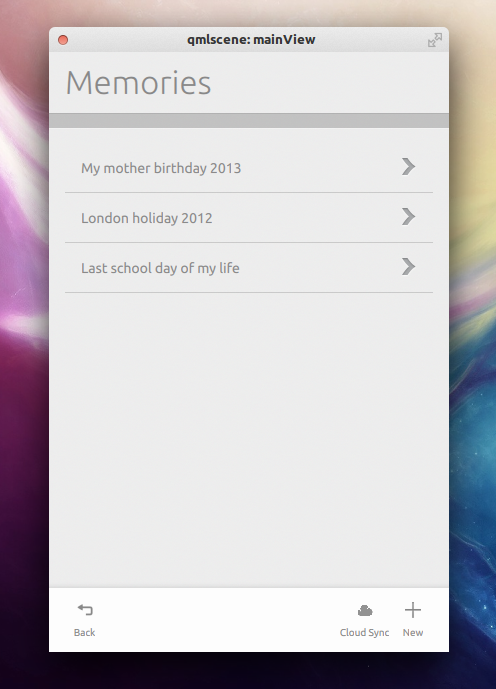 qmlscene: mainView
Memories
My mother birthday 2013
London holiday 2012
Last school day of my life
Back
Cloud Sync
New